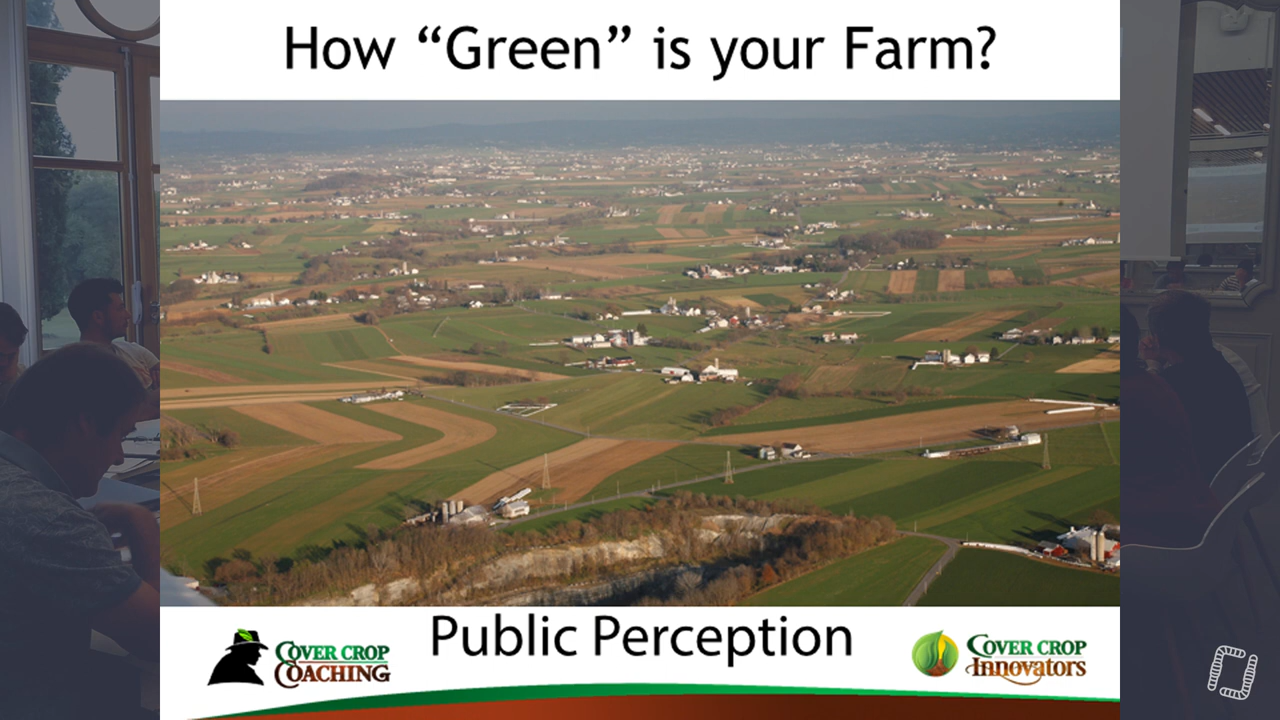 How “Green” is your Farm?
Public Perception
COVER CROP
COACHING
COVER CROP
Innovators